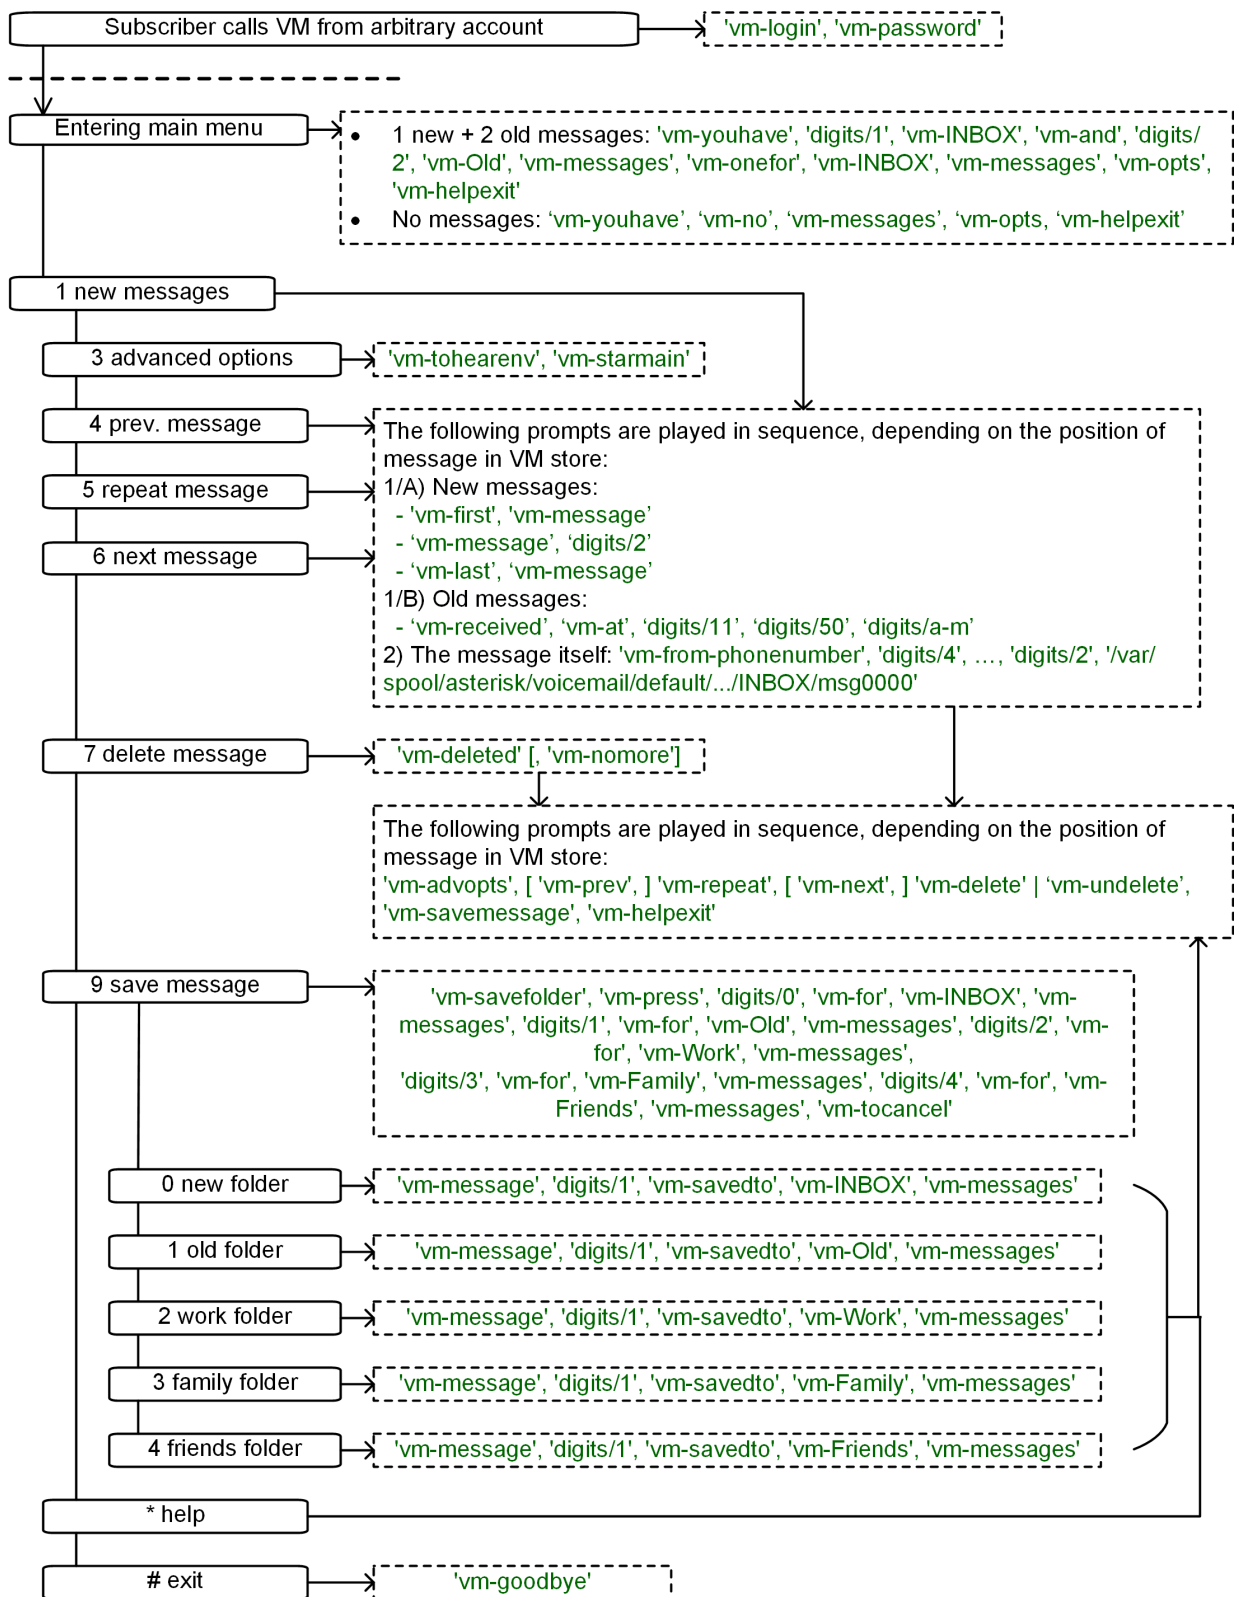 Subscriber calls VM from arbitrary account
'vm-login', 'vm-password'
Entering main menu
• 1 new + 2 old messages: 'vm-youhave', 'digits/1', 'vm-INBOX', 'vm-and', 'digits/
2', 'vm-Old', 'vm-messages', 'vm-onefor', 'vm-INBOX', 'vm-messages', 'vm-opts',
'vm-helpexit'
• No messages: ‘vm-youhave’, ‘vm-no’, ‘vm-messages’, ‘vm-opts, ‘vm-helpexit’
1 new messages
3 advanced options
'vm-tohearenv', 'vm-starmain'
4 prev. message
5 repeat message
6 next message
The following prompts are played in sequence, depending on the position of
message in VM store:
1/A) New messages:
- 'vm-first', 'vm-message’
- ‘vm-message’, ‘digits/2’
- ‘vm-last’, ‘vm-message’
1/B) Old messages:
- ‘vm-received’, ‘vm-at’, ‘digits/11’, ‘digits/50’, ‘digits/a-m’
2) The message itself: 'vm-from-phonenumber', 'digits/4', …, 'digits/2', '/var/
spool/asterisk/voicemail/default/.../INBOX/msg0000'
7 delete message
'vm-deleted' [, 'vm-nomore']
The following prompts are played in sequence, depending on the position of
message in VM store:
'vm-advopts', [ 'vm-prev', ] 'vm-repeat', [ 'vm-next', ] 'vm-delete' | ‘vm-undelete’,
'vm-savemessage', 'vm-helpexit'
9 save message
'vm-savefolder', 'vm-press', 'digits/0', 'vm-for', 'vm-INBOX', 'vm-
messages', 'digits/1', 'vm-for', 'vm-Old', 'vm-messages', 'digits/2', 'vm-
for', 'vm-Work', 'vm-messages',
'digits/3', 'vm-for', 'vm-Family', 'vm-messages', 'digits/4', 'vm-for', 'vm-
Friends', 'vm-messages', 'vm-tocancel'
0 new folder
'vm-message', 'digits/1', 'vm-savedto', 'vm-INBOX', 'vm-messages'
1 old folder
'vm-message', 'digits/1', 'vm-savedto', 'vm-Old', 'vm-messages'
2 work folder
'vm-message', 'digits/1', 'vm-savedto', 'vm-Work', 'vm-messages'
3 family folder
'vm-message', 'digits/1', 'vm-savedto', 'vm-Family', 'vm-messages'
4 friends folder
'vm-message', 'digits/1', 'vm-savedto', 'vm-Friends', 'vm-messages'
* help
# exit
'vm-goodbye'